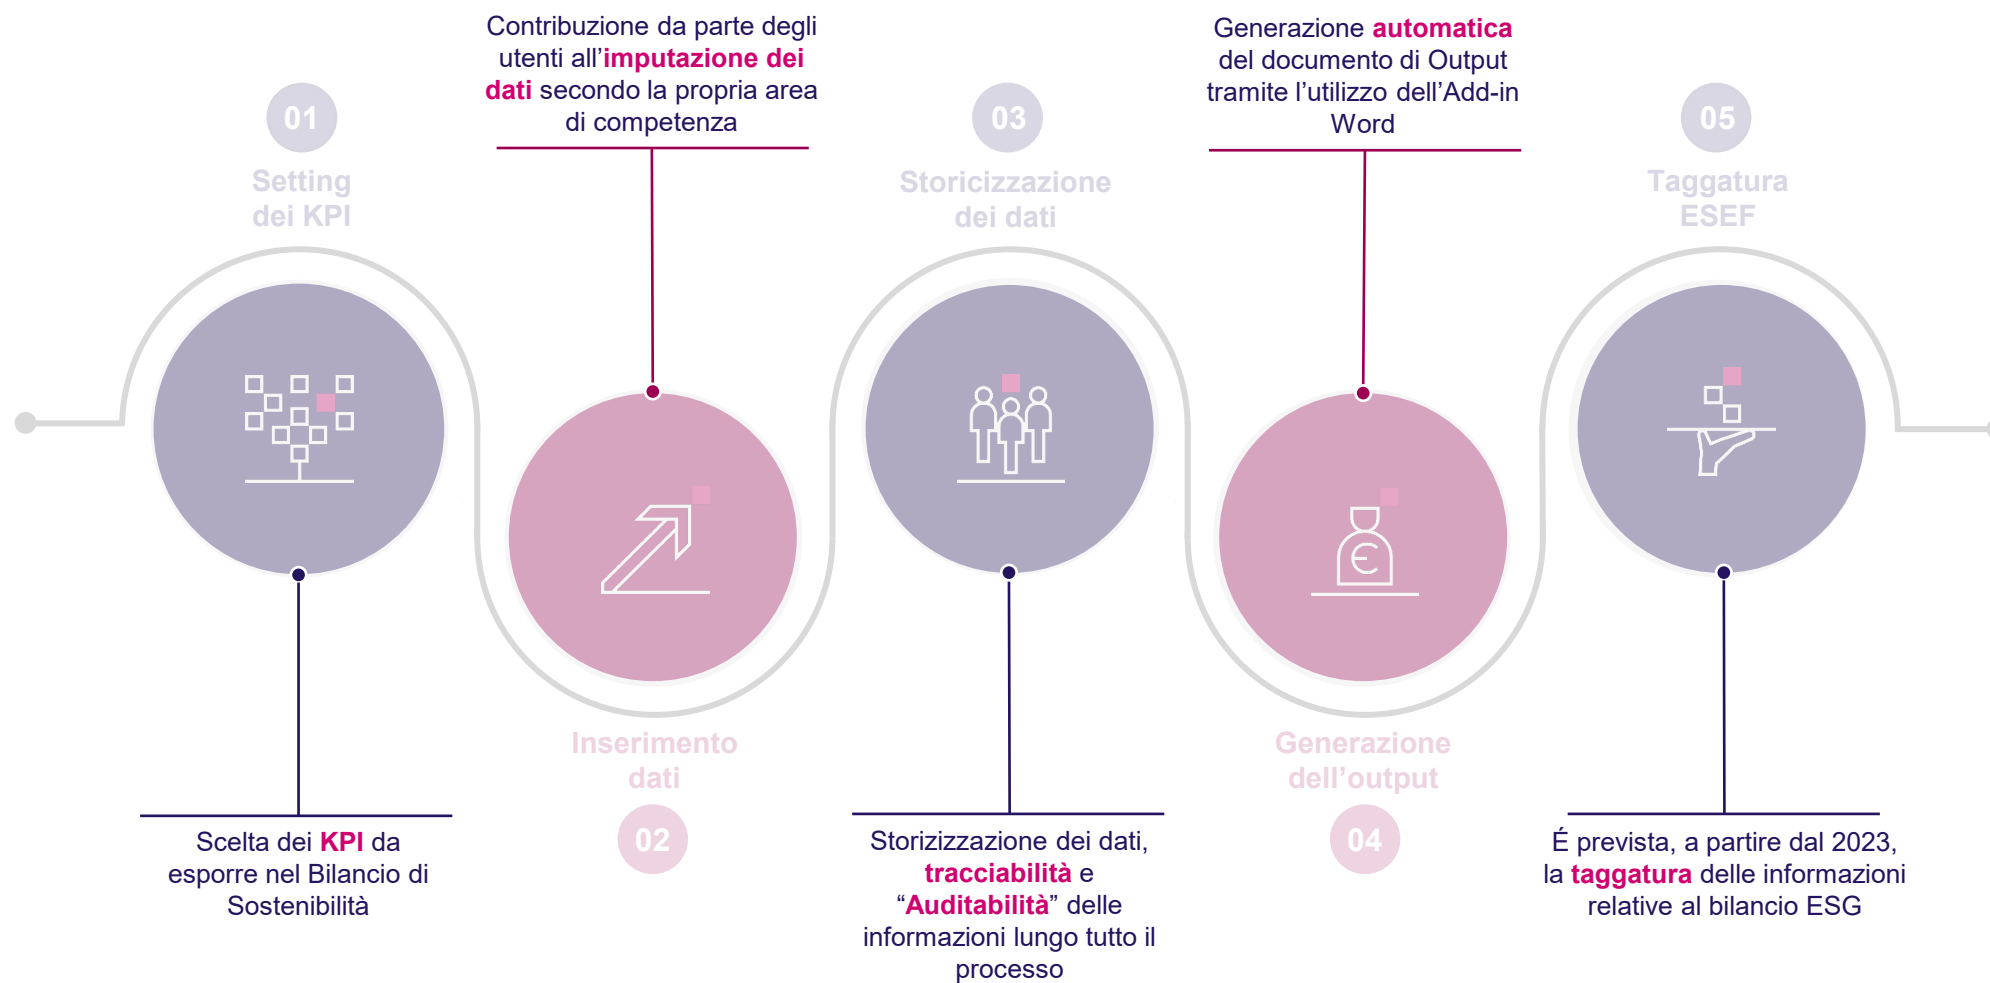 01
Setting
dei KPI
Scelta dei KPI da
esporre nel Bilancio di
Sostenibilità
Contribuzione da parte degli
utenti all’imputazione dei
dati secondo la propria area
di competenza
Inserimento
dati
02
03
Storicizzazione
dei dati
Storizizzazione dei dati,
tracciabilità e
“Auditabilità” delle
informazioni lungo tutto il
processo
Generazione automatica
del documento di Output
tramite l’utilizzo dell’Add-in
Word
Generazione
dell’output
04
05
Taggatura
ESEF
É prevista, a partire dal 2023,
la taggatura delle informazioni
relative al bilancio ESG